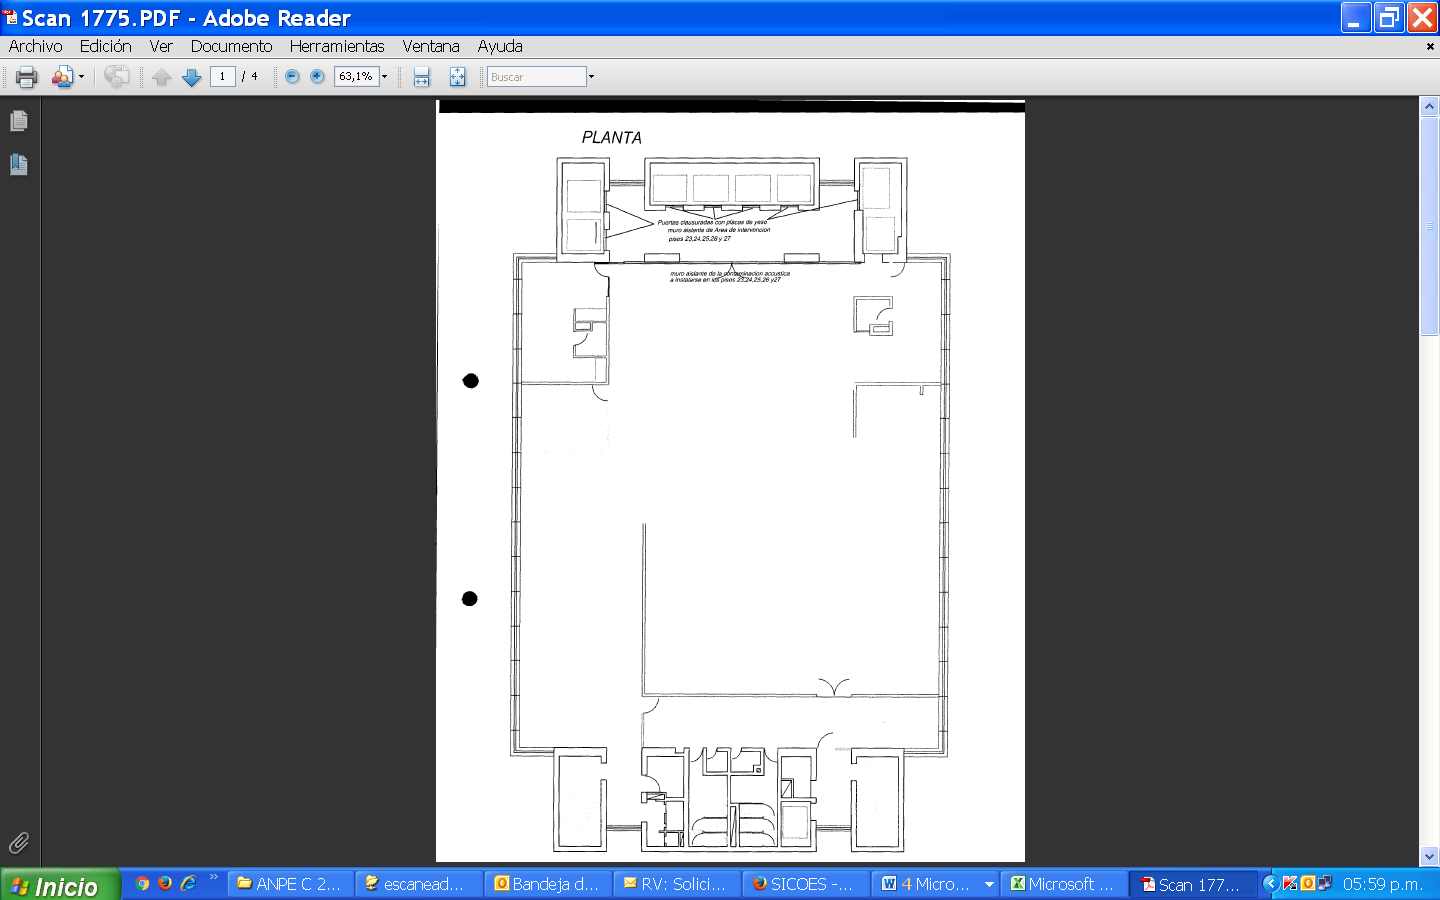 Scan 1775.PDF - Adobe Reader
Archivo Edición Ver Documento Herramientas Ventana Ayuda
1 / 4 63,1% Buscar
PLANTA
Puertas clausuradas con placas de yeso
muro aislante de Area de intervencion
pisos 23,24,25,26 y 27
muro aislante de la contaminacion acoustica
a instalarse en los pisos 23,24,25,26 y27
Inicio ANPE C 2... escanead... Bandeja d... RV: Solici... SICOES -... 4 Micro... Microsoft ... Scan 177... 05:59 p.m.